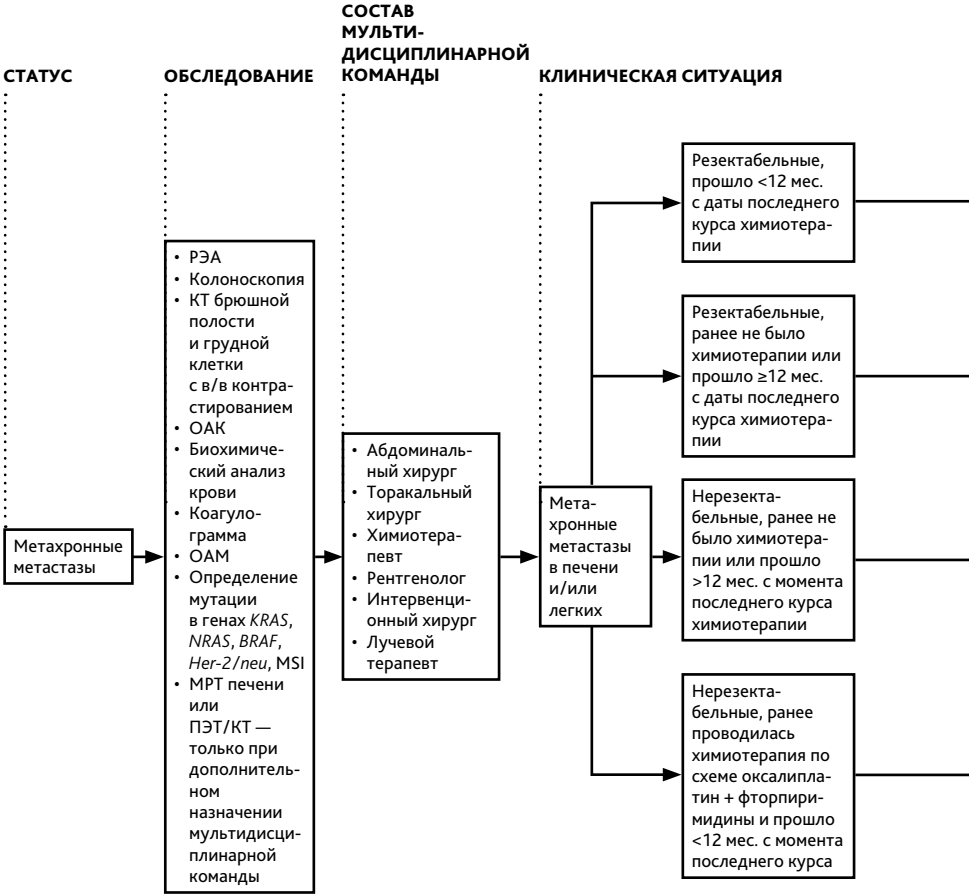 СТАТУС
ОБСЛЕДОВАНИЕ
СОСТАВ
МУЛЬТИ-
ДИСЦИПЛИНАРНОЙ
КОМАНДЫ
КЛИНИЧЕСКАЯ СИТУАЦИЯ
Метахронные
метастазы
• РЭА
• Колоноскопия
• КТ брюшной
полости
и грудной
клетки
с в/в контра-
стированием
• ОАК
• Биохимиче-
ский анализ
крови
• Коагуло-
грамма
• ОАМ
• Определение
мутации
в генах KRAS,
NRAS, BRAF,
Her-2/neu, MSI
• МРТ печени
или
ПЭТ/КТ —
только при
дополнитель-
ном
назначении
мультидисци-
плинарной
команды
• Абдоминаль-
ный хирург
• Торакальный
хирург
• Химиотера-
певт
• Рентгенолог
• Интервенци-
онный хирург
• Лучевой
терапевт
Мета-
хронные
метастазы
в печени
и/или
легких
Резектабельные,
прошло <12 мес.
с даты последнего
курса химиотера-
пии
Резектабельные,
ранее не было
химиотерапии или
прошло ≥12 мес.
с даты последнего
курса химиотера-
пии
Нерезекта-
бельные, ранее не
было химиотера-
пии или прошло
>12 мес. с момента
последнего курса
химиотерапии
Нерезекта-
бельные, ранее
проводилась
химиотерапия по
схеме оксалипла-
тин + фторпири-
мидины и прошло
<12 мес. с момента
последнего курса